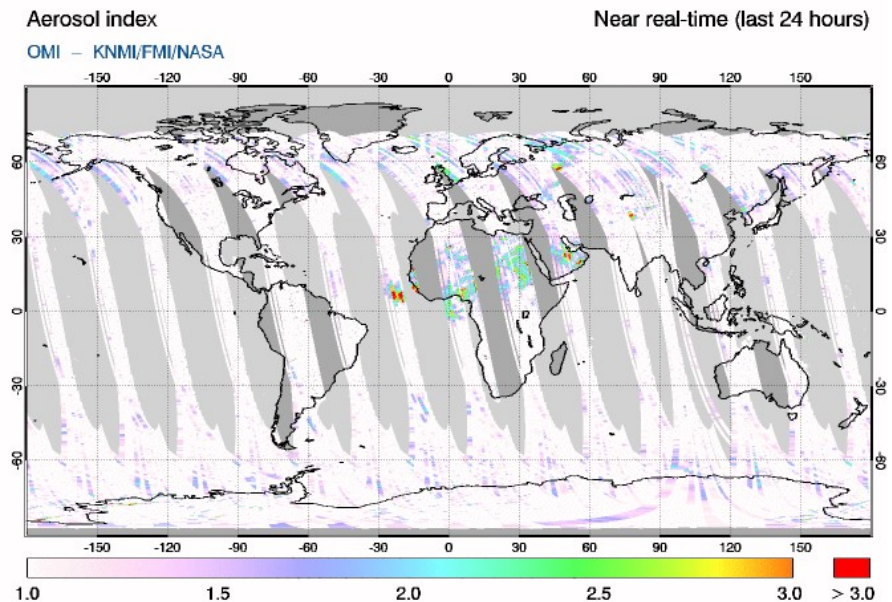 Aerosol index
Near real-time (last 24 hours)
OMI – KNMI/FMI/NASA
-150 -120 -90 -60 -30 0 30 60 90 120 150
60 60
30 30
0 0
-30 -30
-60 -60
-150 -120 -90 -60 -30 0 30 60 90 120 150
1.0 1.5 2.0 2.5 3.0 > 3.0